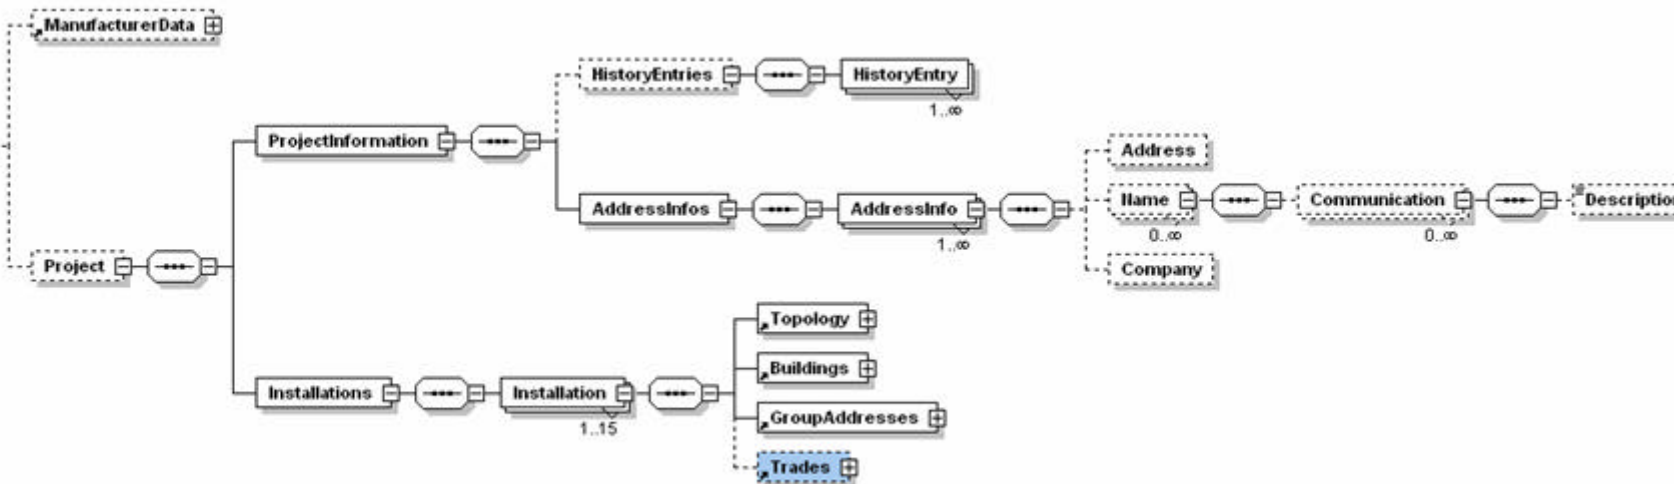 ManufacturerData
HistoryEntries
HistoryEntry
1..∞
ProjectInformation
Address
AddressInfos
AddressInfo
1..∞
Name
0..∞
Communication
0..∞
Description
Company
Project
Topology
Buildings
Installations
Installation
1..15
GroupAddresses
Trades